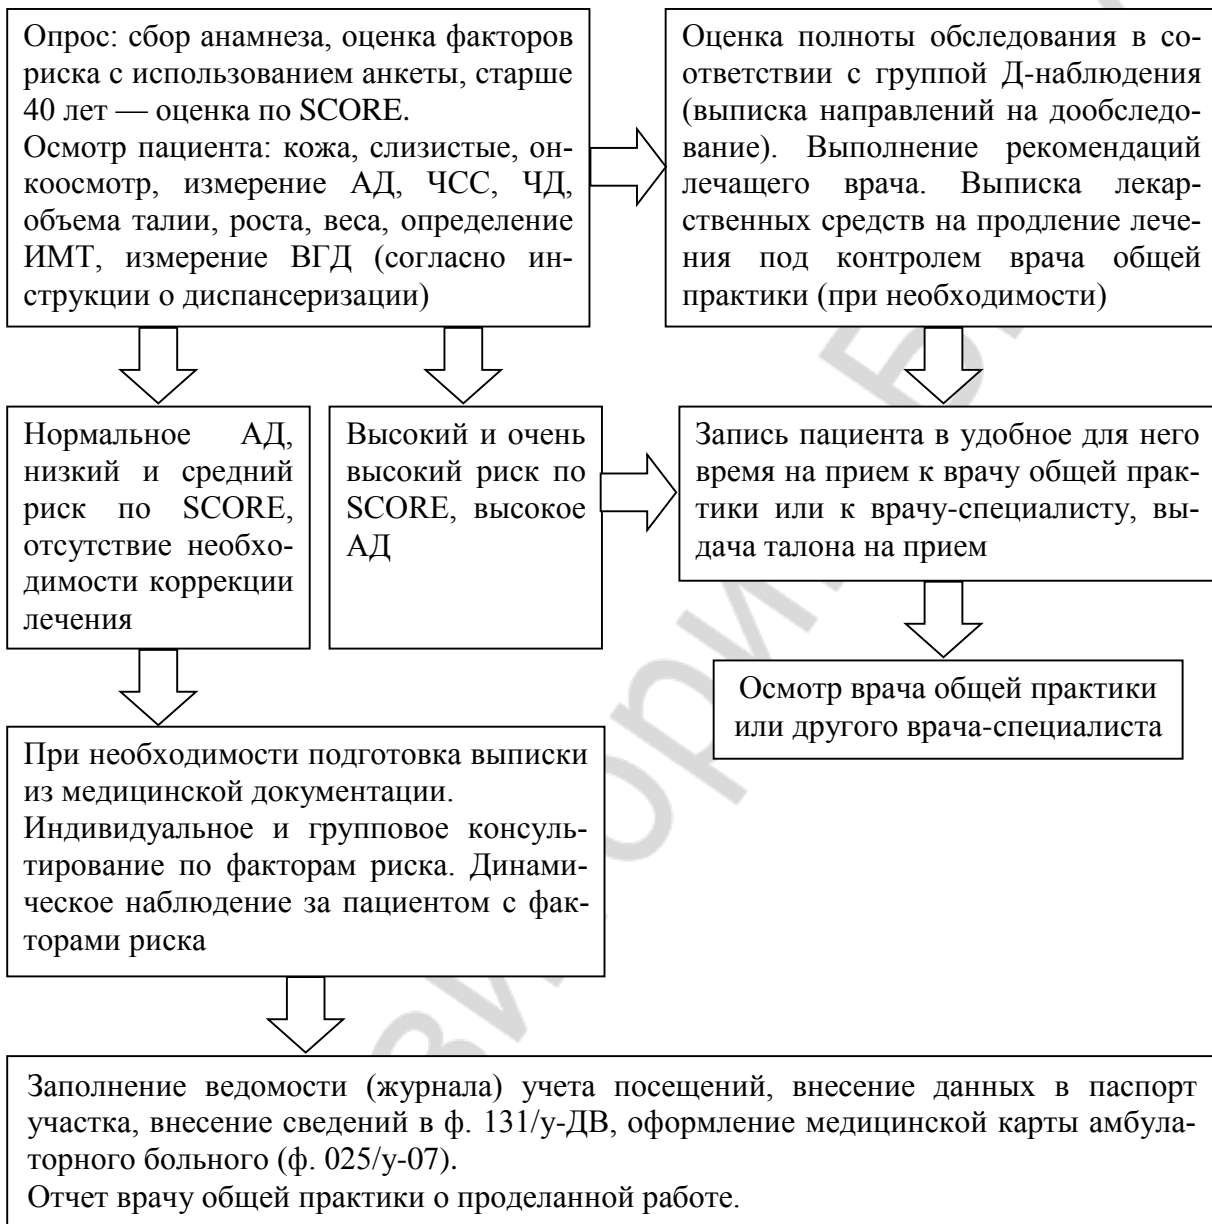 Опрос: сбор анамнеза, оценка факторов
риска с использованием анкеты, старше
40 лет — оценка по SCORE.
Осмотр пациента: кожа, слизистые, он-
коосмотр, измерение АД, ЧСС, ЧД,
объема талии, роста, веса, определение
ИМТ, измерение ВГД (согласно ин-
струкции о диспансеризации)
Оценка полноты обследования в со-
ответствии с группой Д-наблюдения
(выписка направлений на дообследо-
вание). Выполнение рекомендаций
лечащего врача. Выписка лекар-
ственных средств на продление лече-
ния под контролем врача общей
практики (при необходимости)
Нормальное АД,
низкий и средний
риск по SCORE,
отсутствие необхо-
димости коррекции
лечения
Высокий и очень
высокий риск по
SCORE, высокое
АД
Запись пациента в удобное для него
время на прием к врачу общей прак-
тики или к врачу-специалисту, вы-
дача талона на прием
Осмотр врача общей практики
или другого врача-специалиста
При необходимости подготовка выписки
из медицинской документации.
Индивидуальное и групповое консуль-
тирование по факторам риска. Динами-
ческое наблюдение за пациентом с фак-
торами риска
Заполнение ведомости (журнала) учета посещений, внесение данных в паспорт
участка, внесение сведений в ф. 131/у-ДВ, оформление медицинской карты амбула-
торного больного (ф. 025/у-07).
Отчет врачу общей практики о проделанной работе.